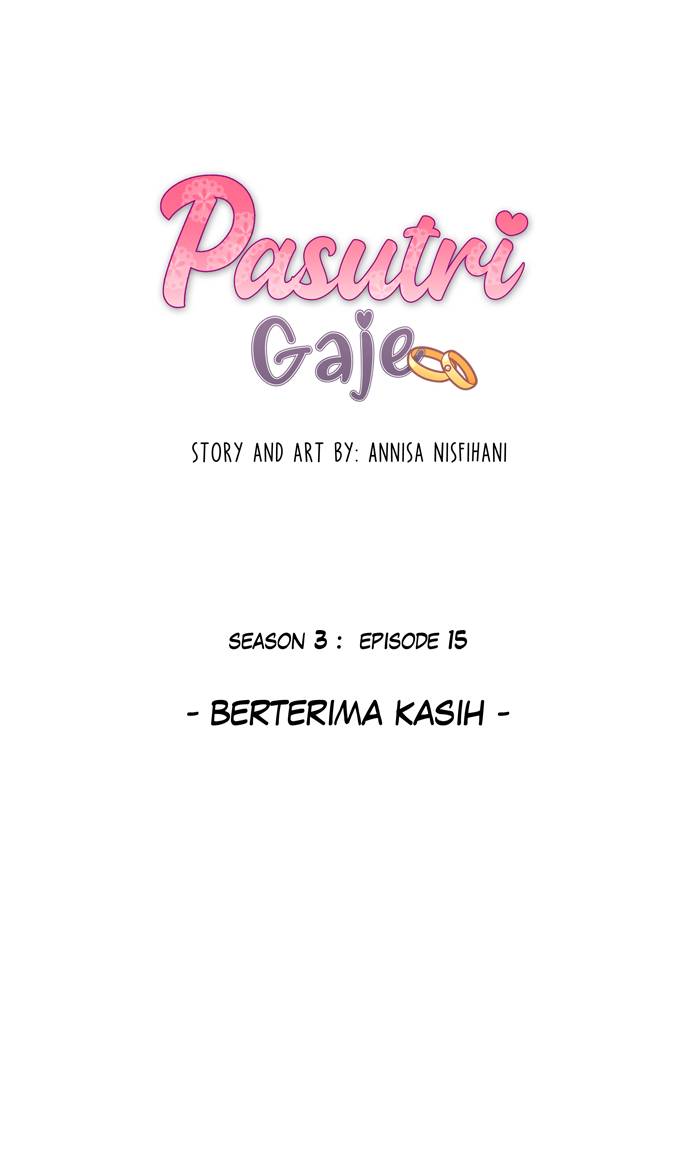 Pasutri
Gaje
STORY AND ART BY: ANNISA NISFIHANI
SEASON 3 : EPISODE 15
- BERTERIMA KASIH -